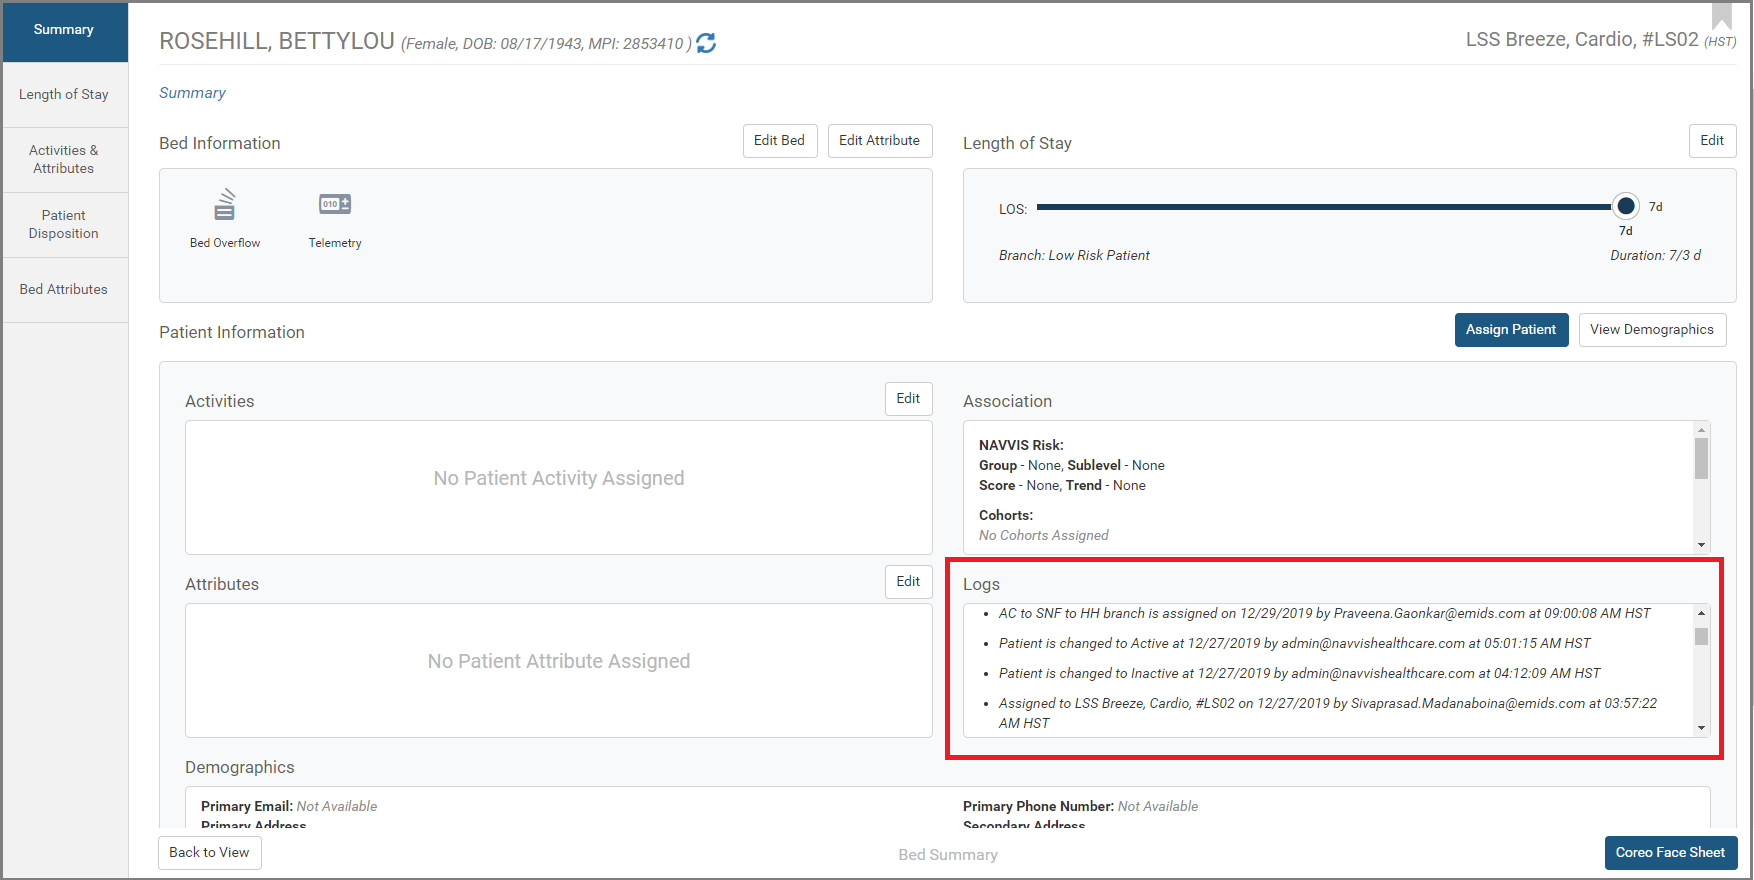 Summary
Length of Stay
Activities &
Attributes
Patient
Disposition
Bed Attributes
ROSEHILL, BETTYLOU (Female, DOB: 08/17/1943, MPI: 2853410 )
LSS Breeze, Cardio, #LS02 (HST)
Summary
Bed Information
Edit Bed
Edit Attribute
Bed Overflow
010
Telemetry
Length of Stay
Edit
LOS:
7d
7d
Branch: Low Risk Patient
Duration: 7/3 d
Patient Information
Assign Patient
View Demographics
Activities
Edit
No Patient Activity Assigned
Association
NAVVIS Risk:
Group - None, Sublevel - None
Score - None, Trend - None
Cohorts:
No Cohorts Assigned
Attributes
Edit
No Patient Attribute Assigned
Logs
• AC to SNF to HH branch is assigned on 12/29/2019 by Praveena.Gaonkar@emids.com at 09:00:08 AM HST
• Patient is changed to Active at 12/27/2019 by admin@navvishealthcare.com at 05:01:15 AM HST
• Patient is changed to Inactive at 12/27/2019 by admin@navvishealthcare.com at 04:12:09 AM HST
• Assigned to LSS Breeze, Cardio, #LS02 on 12/27/2019 by Sivaprasad.Madanaboina@emids.com at 03:57:22
AM HST
Demographics
Primary Email: Not Available
Primary Phone Number: Not Available
Primary Address
Secondary Address
Back to View
Bed Summary
Coreo Face Sheet